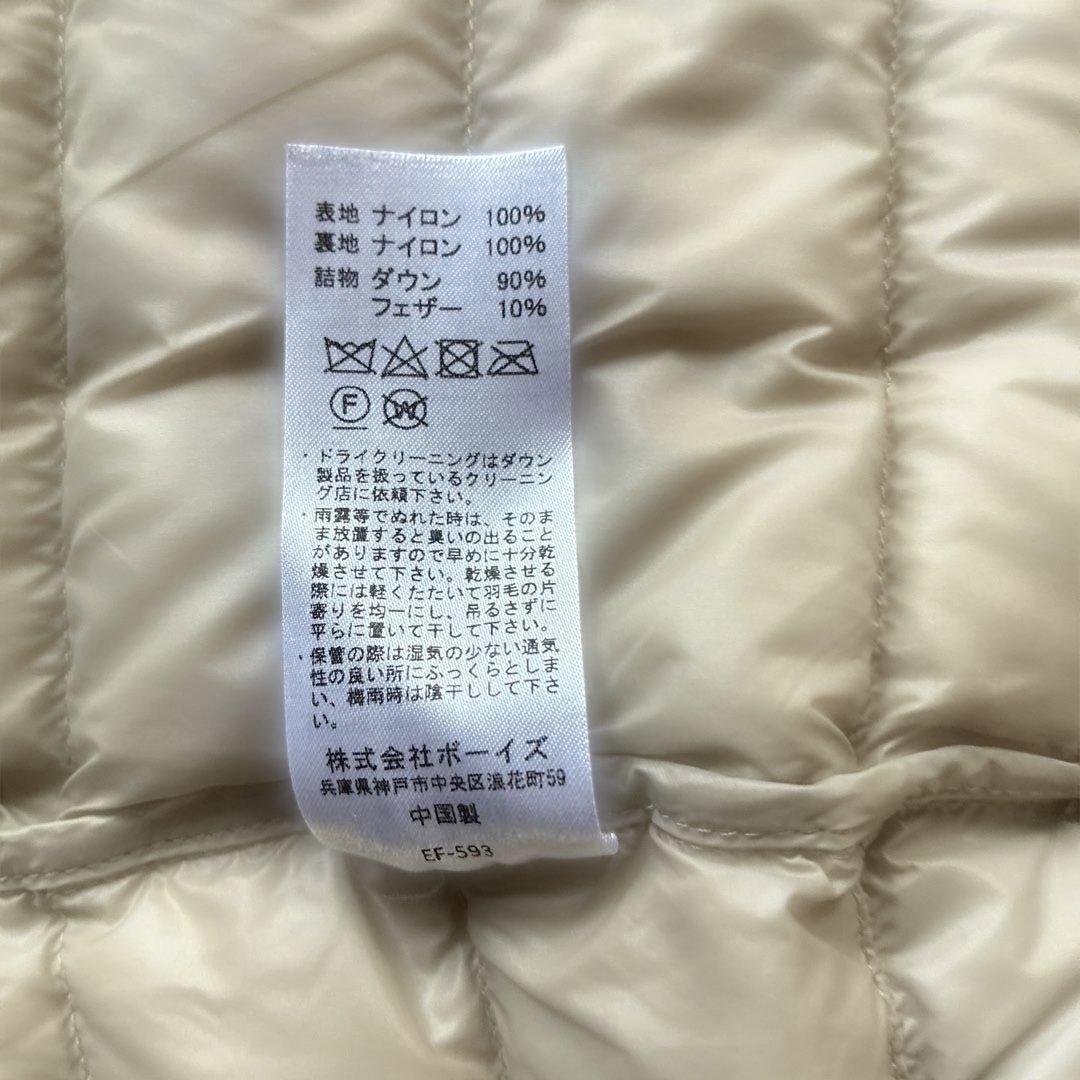 表地 ナイロン 100%
裏地 ナイロン 100%
詰物 ダウン 90%
フェザー 10%
F W
・ドライクリーニングはダウン
製品を扱っているクリーニン
グ店に依頼下さい。
・雨露等でぬれた時は、そのま
ま放置すると臭いの出ること
がありますので早めに十分乾
燥させて下さい。乾燥させる
際には軽くたたいて羽毛の片
寄りを均一にし、吊るさずに
平らに置いて干して下さい。
・保管の際は湿気の少ない通気
性の良い所にふっくらとしま
い、梅雨時は陰干しして下さ
い。
株式会社ボーイズ
兵庫県神戸市中央区浪花町59
中国製
EF-593